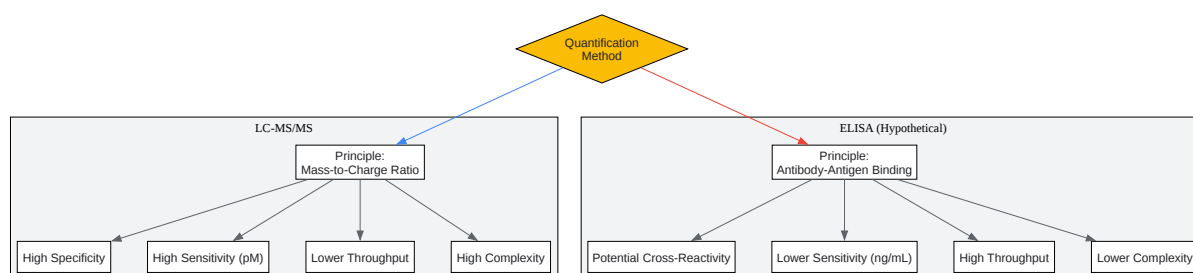 Quantification
Method
LC-MS/MS
ELISA (Hypothetical)
Principle:
Mass-to-Charge Ratio
Principle:
Antibody-Antigen Binding
High Specificity
High Sensitivity (pM)
Lower Throughput
High Complexity
Potential Cross-Reactivity
Lower Sensitivity (ng/mL)
High Throughput
Lower Complexity